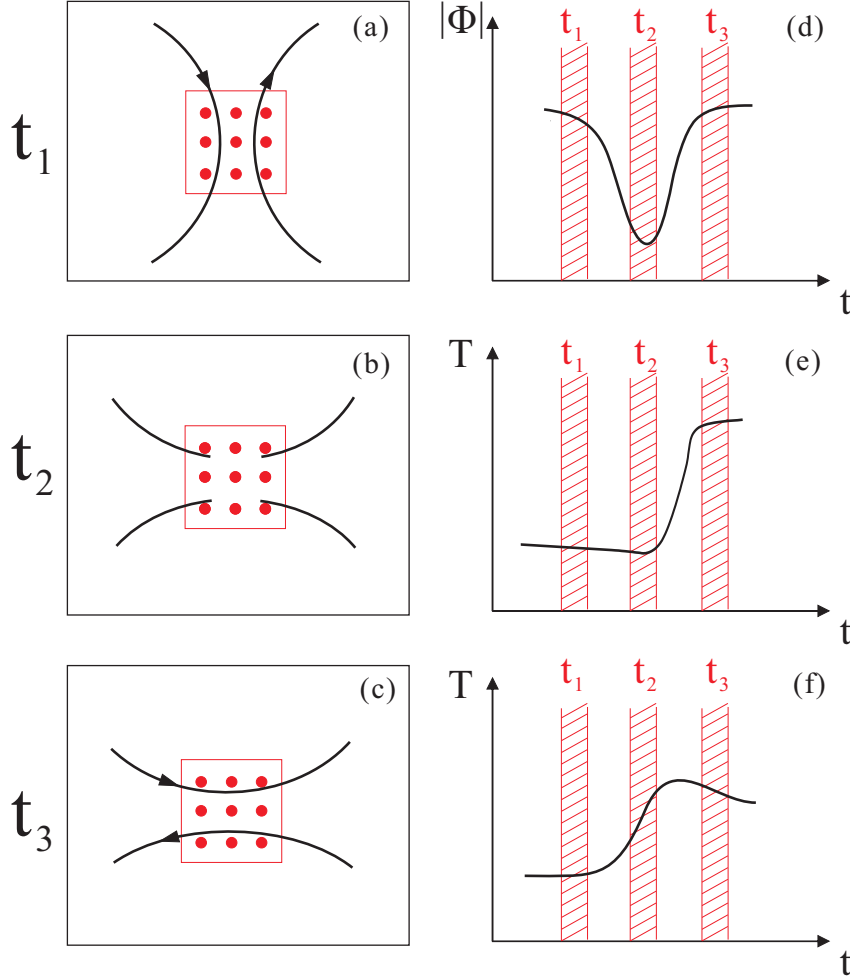 (a)
t₁
|Φ|
t₁ t₂ t₃
(d)
t
(b)
t₂
T
t₁ t₂ t₃
(e)
t
(c)
t₃
T
t₁ t₂ t₃
(f)
t